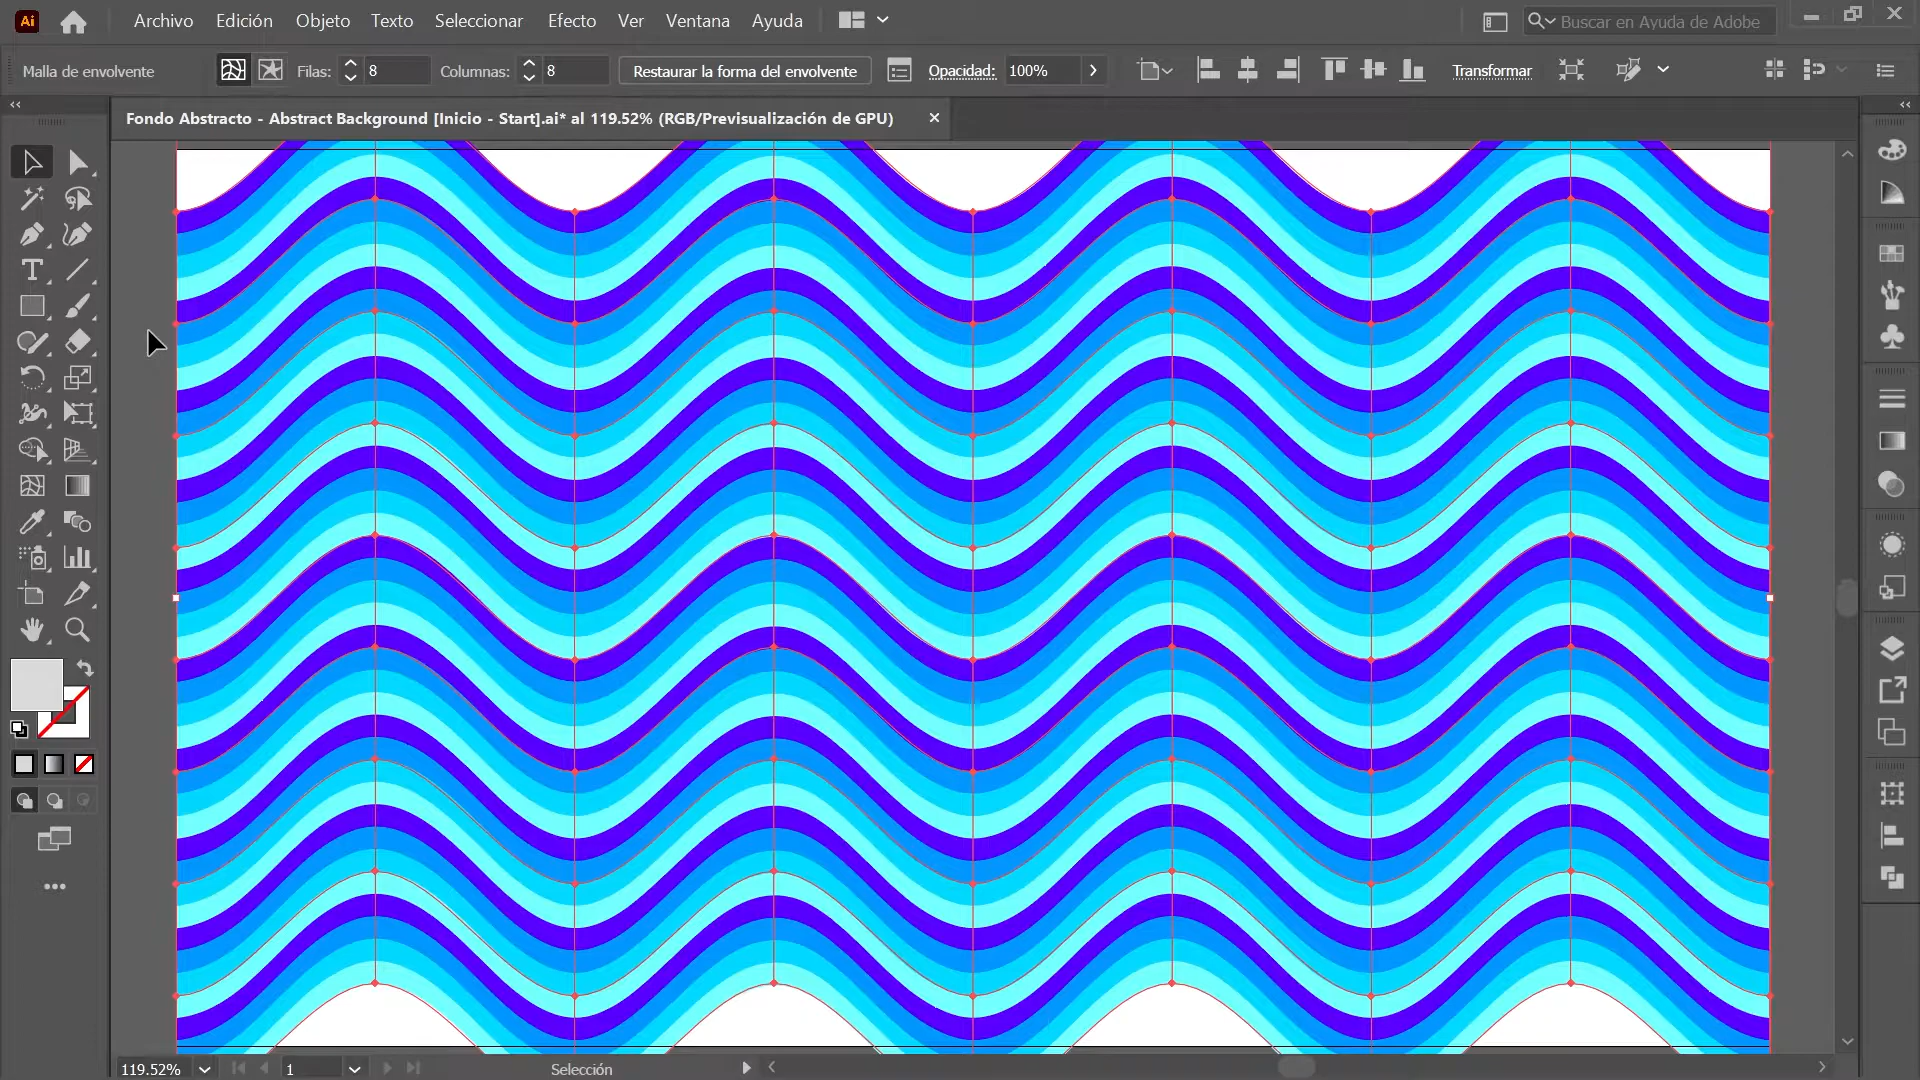 Ai Archivo Edición Objeto Texto Seleccionar Efecto Ver Ventana Ayuda Buscar en Ayuda de Adobe
Malla de envolvente Filas: 8 Columnas: 8 Restaurar la forma del envolvente Opacidad: 100% Transformar
Fondo Abstracto - Abstract Background [Inicio - Start].ai* al 119.52% (RGB/Previsualización de GPU)
119.52% 1 Selección